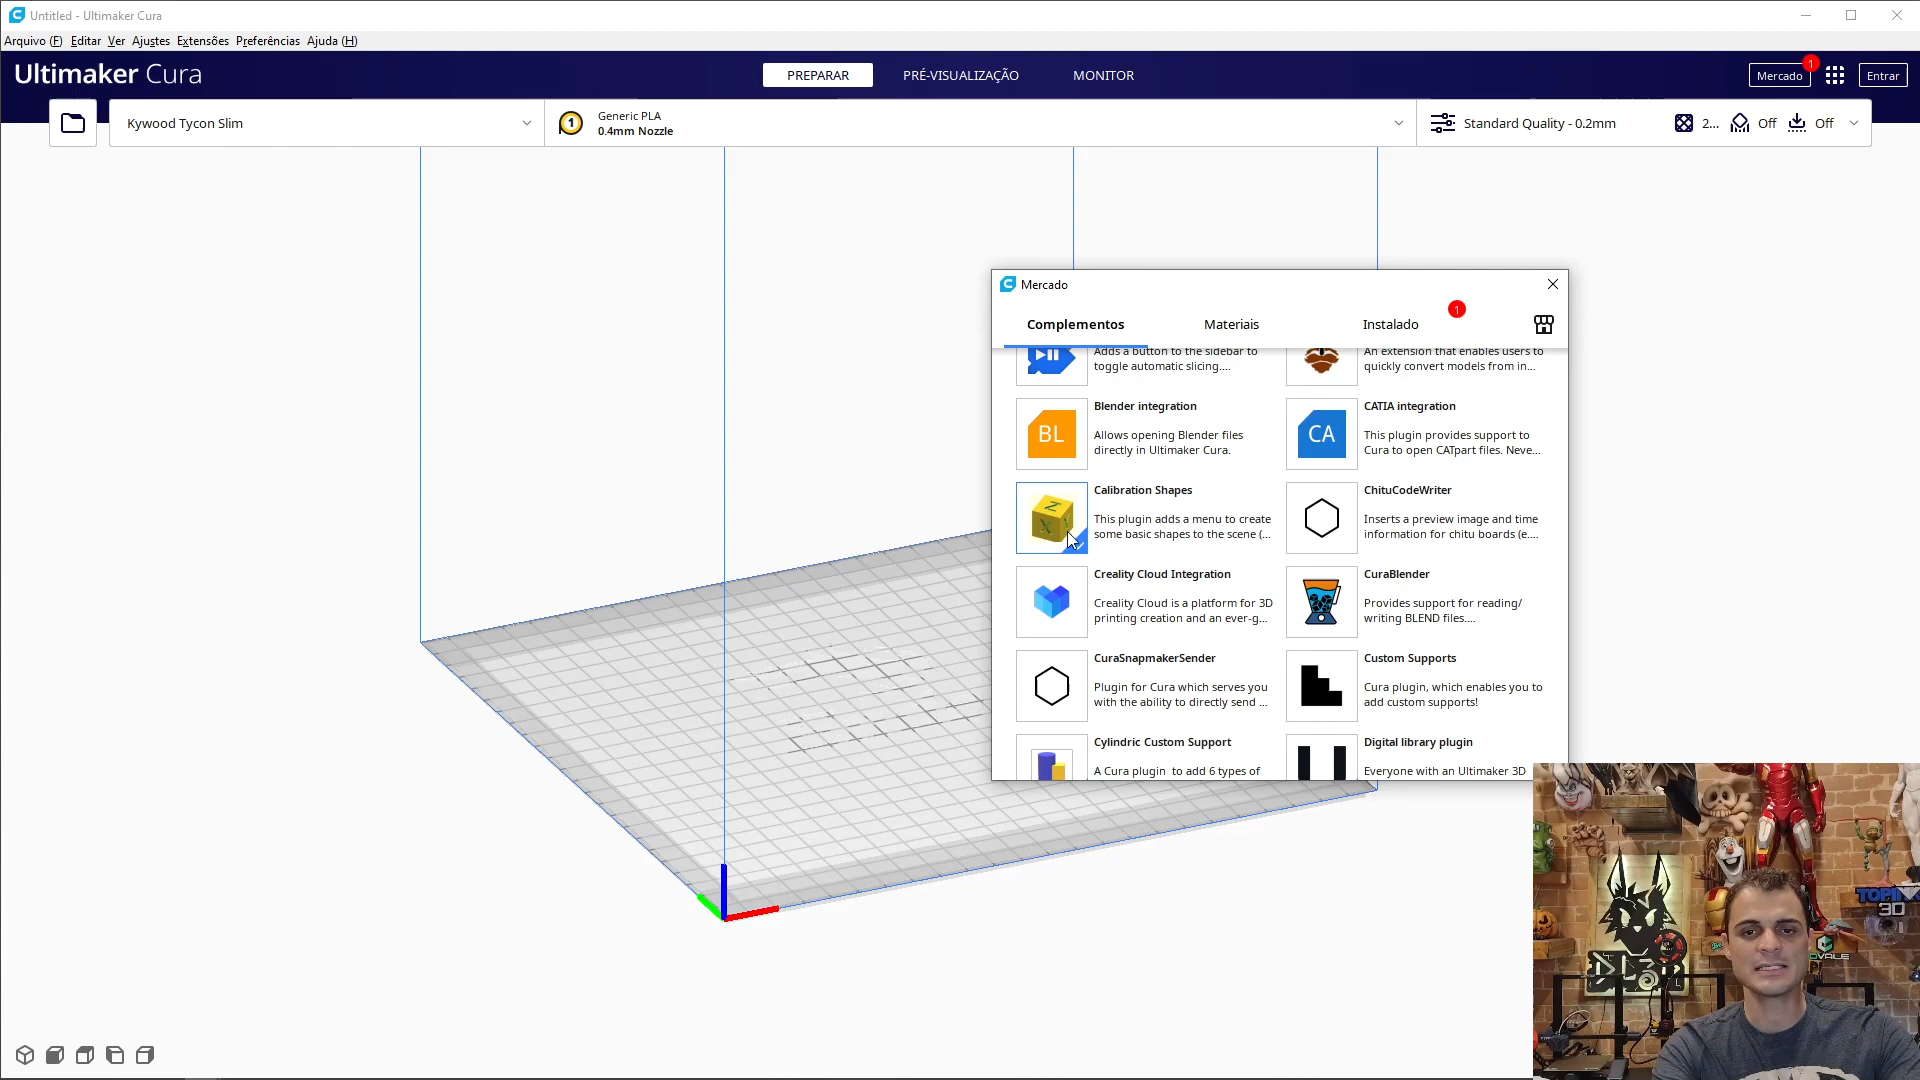 Untitled - Ultimaker Cura
Arquivo (F) Editar Ver Ajustes Extensões Preferências Ajuda (H)
Ultimaker Cura
PREPARAR PRÉ-VISUALIZAÇÃO MONITOR
Mercado 1 Entrar
Kywood Tycon Slim
1
Generic PLA
0.4mm Nozzle
Standard Quality - 0.2mm 2... Off Off
Mercado
Complementos Materiais Instalado 1
Adds a button to the sidebar to
toggle automatic slicing....
An extension that enables users to
quickly convert models from in...
BL
Blender integration
Allows opening Blender files
directly in Ultimaker Cura.
CA
CATIA integration
This plugin provides support to
Cura to open CATpart files. Neve...
Z
X Y
Calibration Shapes
This plugin adds a menu to create
some basic shapes to the scene (...
ChituCodeWriter
Inserts a preview image and time
information for chitu boards (e....
Creality Cloud Integration
Creality Cloud is a platform for 3D
printing creation and an ever-g...
CuraBlender
Provides support for reading/
writing BLEND files....
CuraSnapmakerSender
Plugin for Cura which serves you
with the ability to directly send ...
Custom Supports
Cura plugin, which enables you to
add custom supports!
Cylindric Custom Support
A Cura plugin to add 6 types of
Digital library plugin
Everyone with an Ultimaker 3D
3D